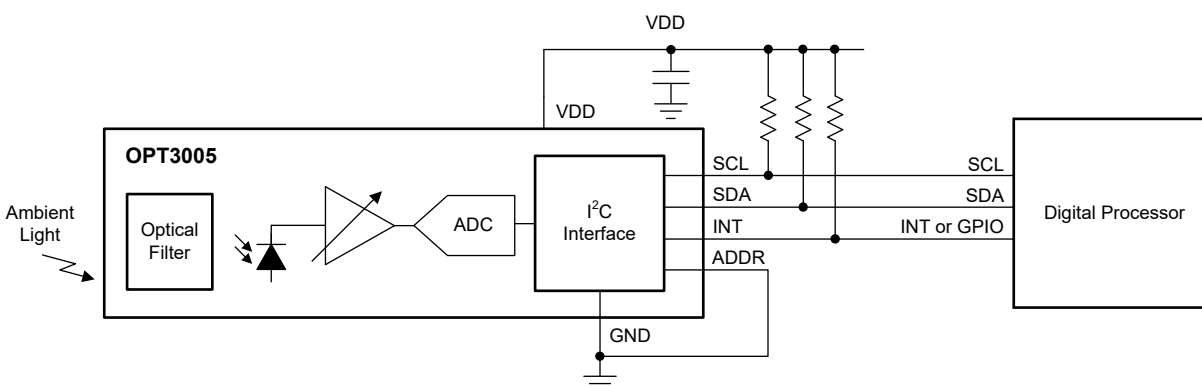 VDD
VDD
OPT3005
Ambient
Light
Optical
Filter
ADC
I²C
Interface
SCL
SDA
INT
ADDR
GND
SCL
SDA
INT or GPIO
Digital Processor